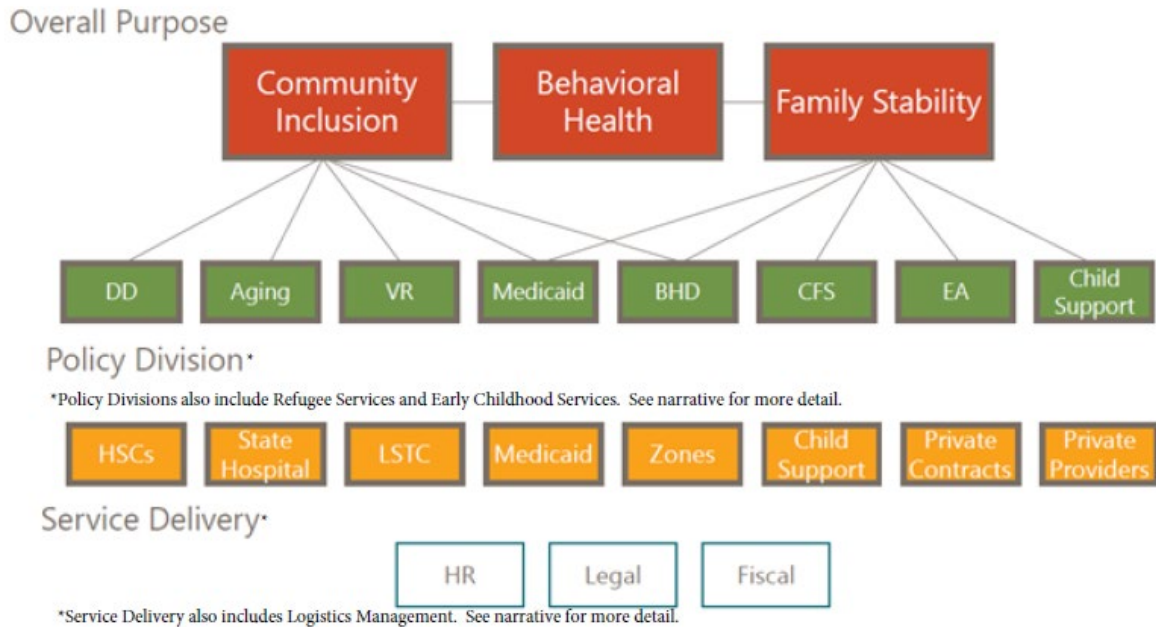 Overall Purpose
Community
Inclusion
Behavioral
Health
Family Stability
DD
Aging
VR
Medicaid
BHD
CFS
EA
Child
Support
Policy Division*
*Policy Divisions also include Refugee Services and Early Childhood Services.  See narrative for more detail.
HSCs
State
Hospital
LSTC
Medicaid
Zones
Child
Support
Private
Contracts
Private
Providers
Service Delivery*
HR
Legal
Fiscal
*Service Delivery also includes Logistics Management.  See narrative for more detail.